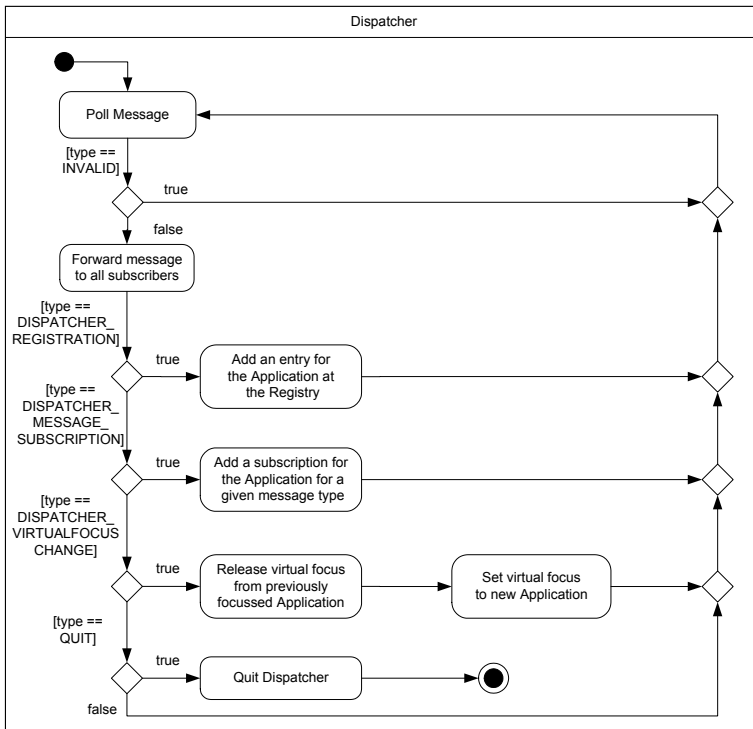 Dispatcher
Poll Message
[type ==
INVALID]
true
false
Forward message
to all subscribers
[type ==
DISPATCHER_
REGISTRATION]
true
Add an entry for
the Application at
the Registry
[type ==
DISPATCHER_
MESSAGE_
SUBSCRIPTION]
true
Add a subscription for
the Application for a
given message type
[type ==
DISPATCHER_
VIRTUALFOCUS
CHANGE]
true
Release virtual focus
from previously
focussed Application
Set virtual focus
to new Application
[type ==
QUIT]
true
Quit Dispatcher
false